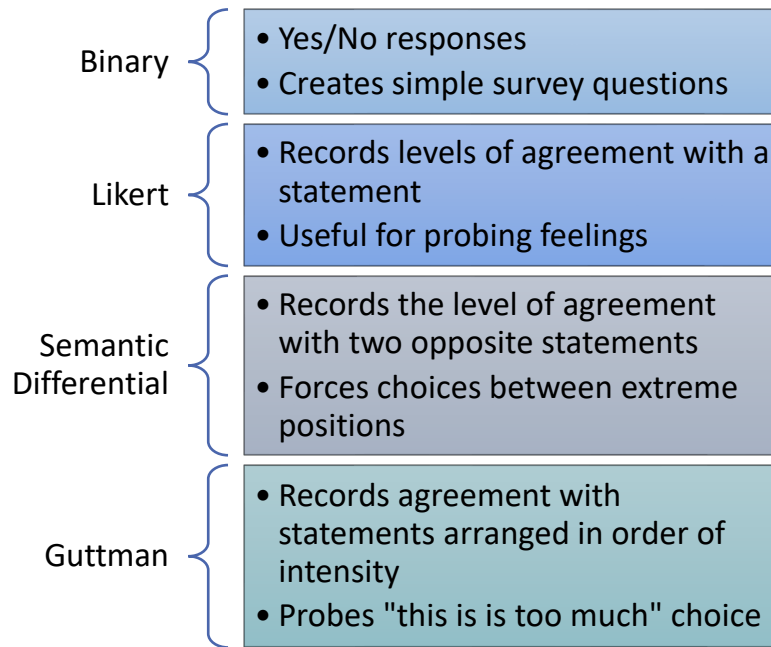 Binary
• Yes/No responses
• Creates simple survey questions
Likert
• Records levels of agreement with a
statement
• Useful for probing feelings
Semantic
Differential
• Records the level of agreement
with two opposite statements
• Forces choices between extreme
positions
Guttman
• Records agreement with
statements arranged in order of
intensity
• Probes "this is is too much" choice